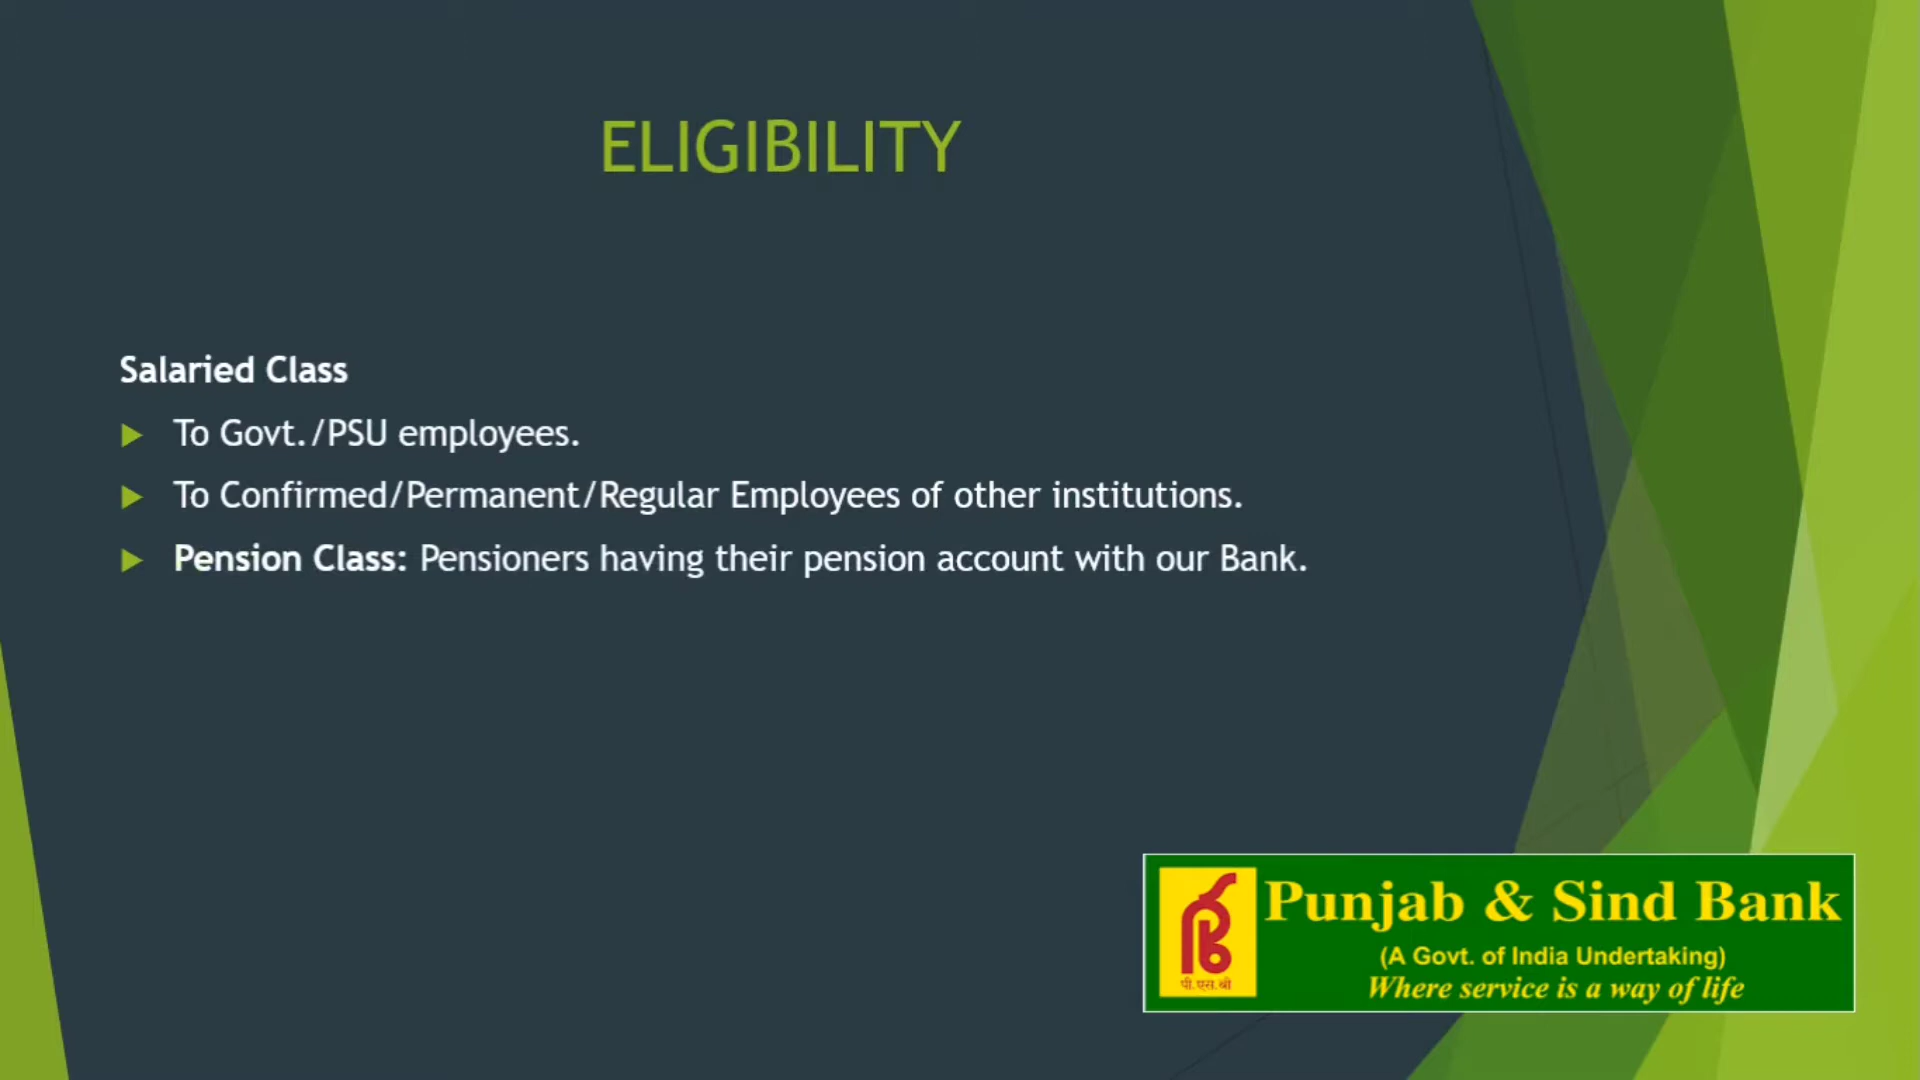 ELIGIBILITY
Salaried Class
To Govt./PSU employees.
To Confirmed/Permanent/Regular Employees of other institutions.
Pension Class: Pensioners having their pension account with our Bank.
Punjab & Sind Bank
(A Govt. of India Undertaking)
Where service is a way of life
पी.एस.बी